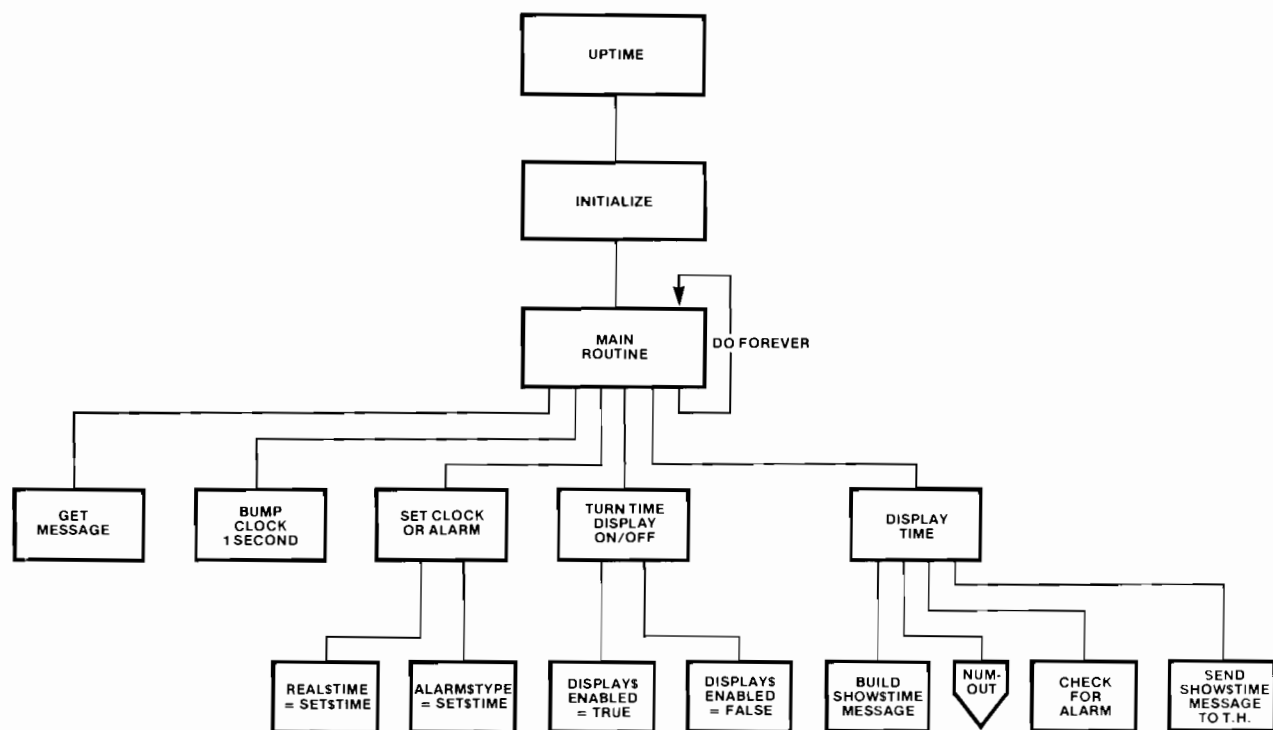 UPTIME
INITIALIZE
MAIN
ROUTINE
DO FOREVER
GET
MESSAGE
BUMP
CLOCK
1 SECOND
SET CLOCK
OR ALARM
TURN TIME
DISPLAY
ON/OFF
DISPLAY
TIME
REAL$TIME
= SET$TIME
ALARM$TYPE
= SET$TIME
DISPLAY$
ENABLED
= TRUE
DISPLAY$
ENABLED
= FALSE
BUILD
SHOW$TIME
MESSAGE
NUM-
OUT
CHECK
FOR
ALARM
SEND
SHOW$TIME
MESSAGE
TO T.H.